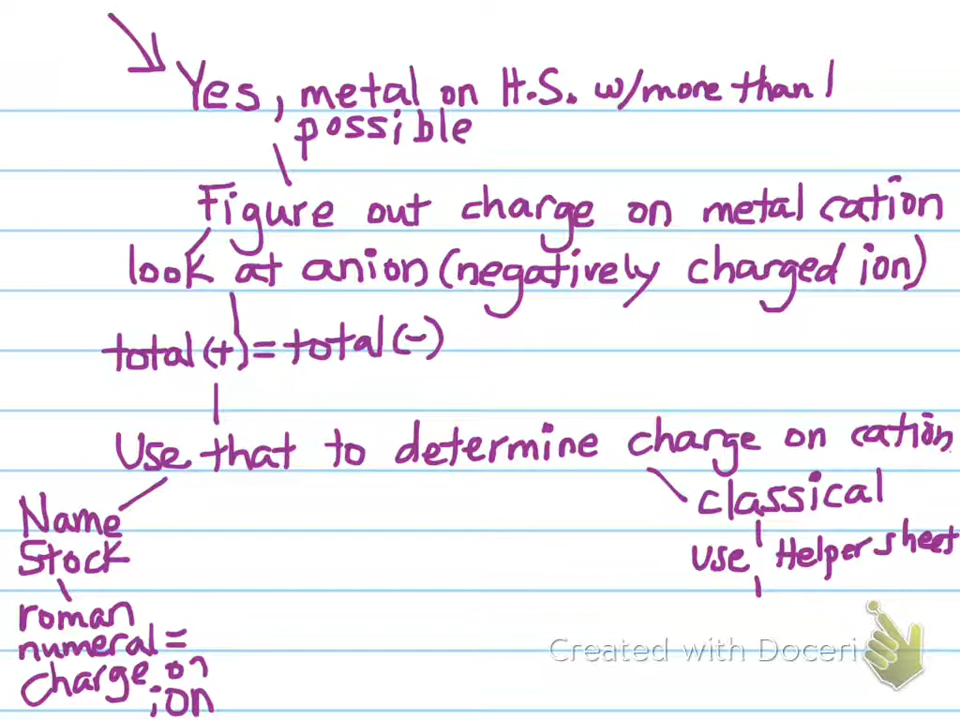 Yes, metal on H.S. w/more than 1
possible
Figure out charge on metal cation
look at anion (negatively charged ion)
total(+) = total(-)
Use that to determine charge on cation
Name
Stock
roman
numeral =
charge on
ion
classical
use Helper sheet
Created with Doceri